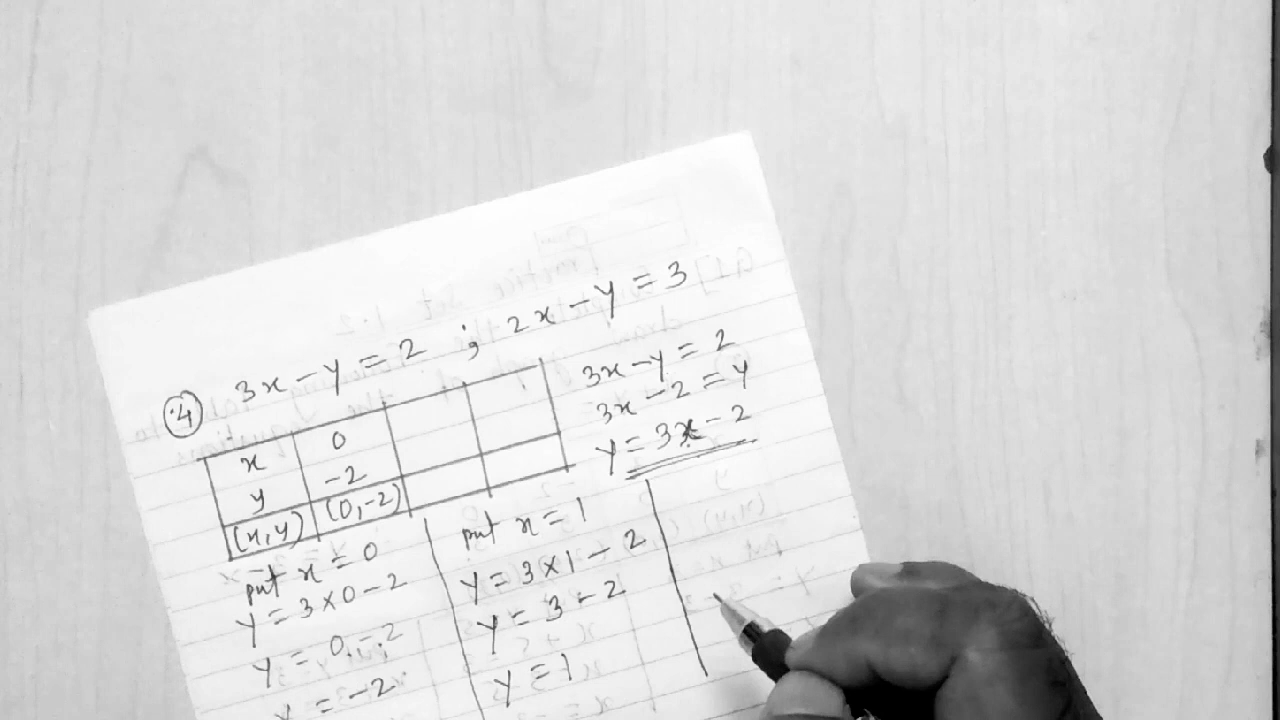 ④ 3x - y = 2 ; 2x - y = 3
x 0
y -2
(x,y) (0,-2)
3x - y = 2
3x - 2 = y
y = 3x - 2
put x = 0
y = 3 x 0 - 2
y = 0 - 2
y = -2
put x = 1
y = 3 x 1 - 2
y = 3 - 2
y = 1